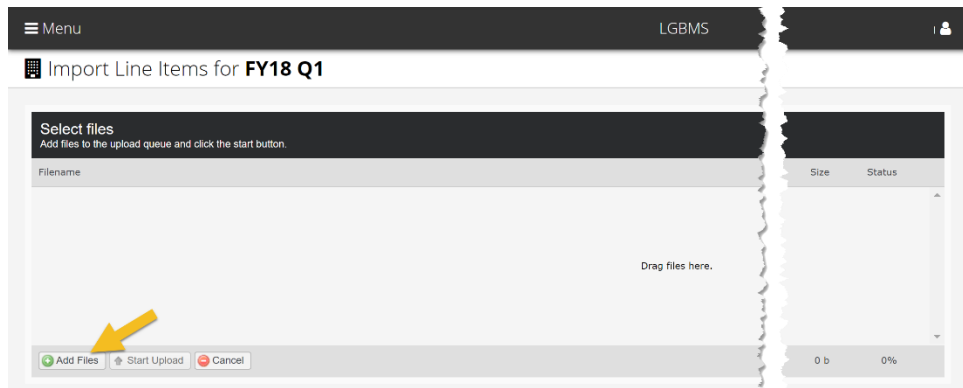 Menu LGBMS
Import Line Items for FY18 Q1
Select files
Add files to the upload queue and click the start button.
Filename Size Status
Drag files here.
Add Files Start Upload Cancel 0 b 0%